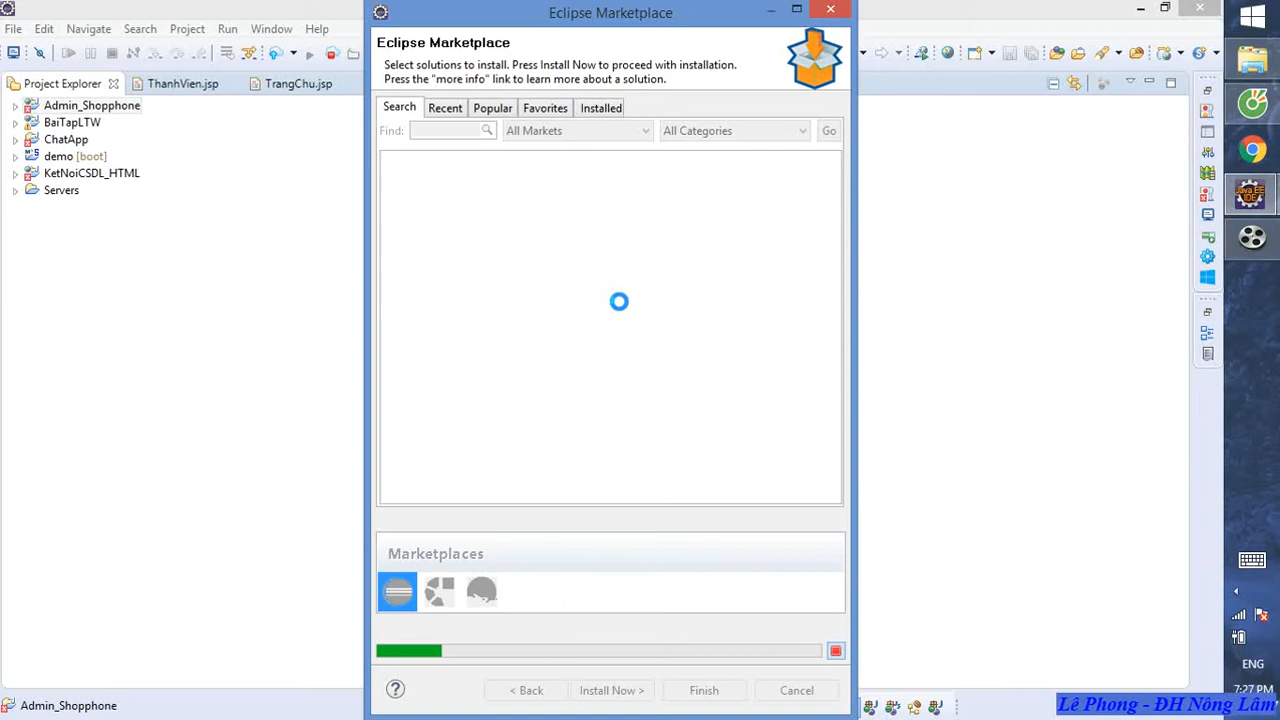 Eclipse Marketplace
File Edit Navigate Search Project Run Window Help
Eclipse Marketplace
Select solutions to install. Press Install Now to proceed with installation.
Press the "more info" link to learn more about a solution.
Project Explorer ThanhVien.jsp TrangChu.jsp
Search Recent Popular Favorites Installed
Find: All Markets All Categories Go
Admin_Shopphone
BaiTapLTW
ChatApp
demo [boot]
KetNoiCSDL_HTML
Servers
Java EE
IDE
Marketplaces
< Back Install Now > Finish Cancel
ENG
7:27 PM
Admin_Shopphone
Lê Phong - ĐH Nông Lâm